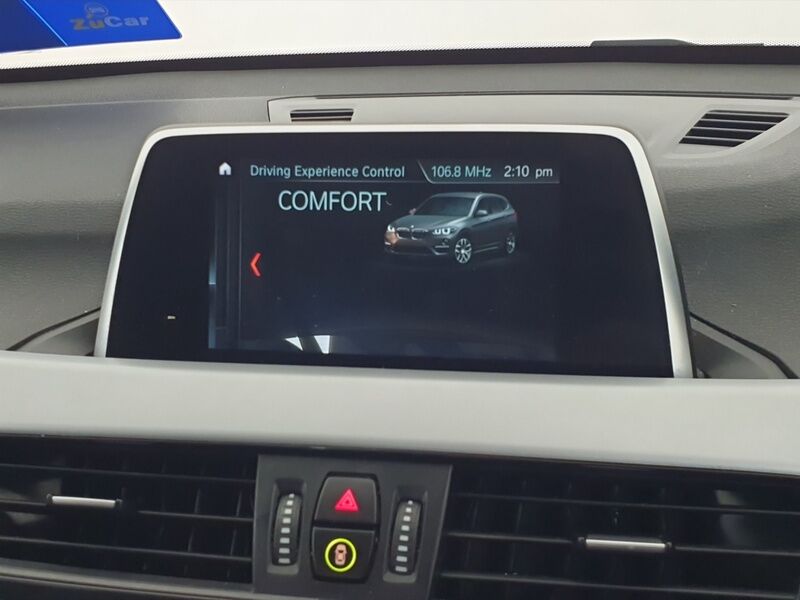 ZuCar
Driving Experience Control
106.8 MHz
2:10 pm
COMFORT